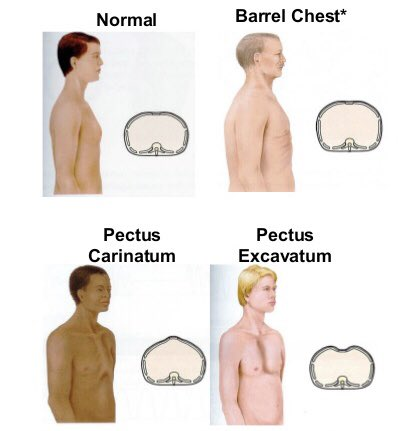 Normal
Barrel Chest*
Pectus
Carinatum
Pectus
Excavatum